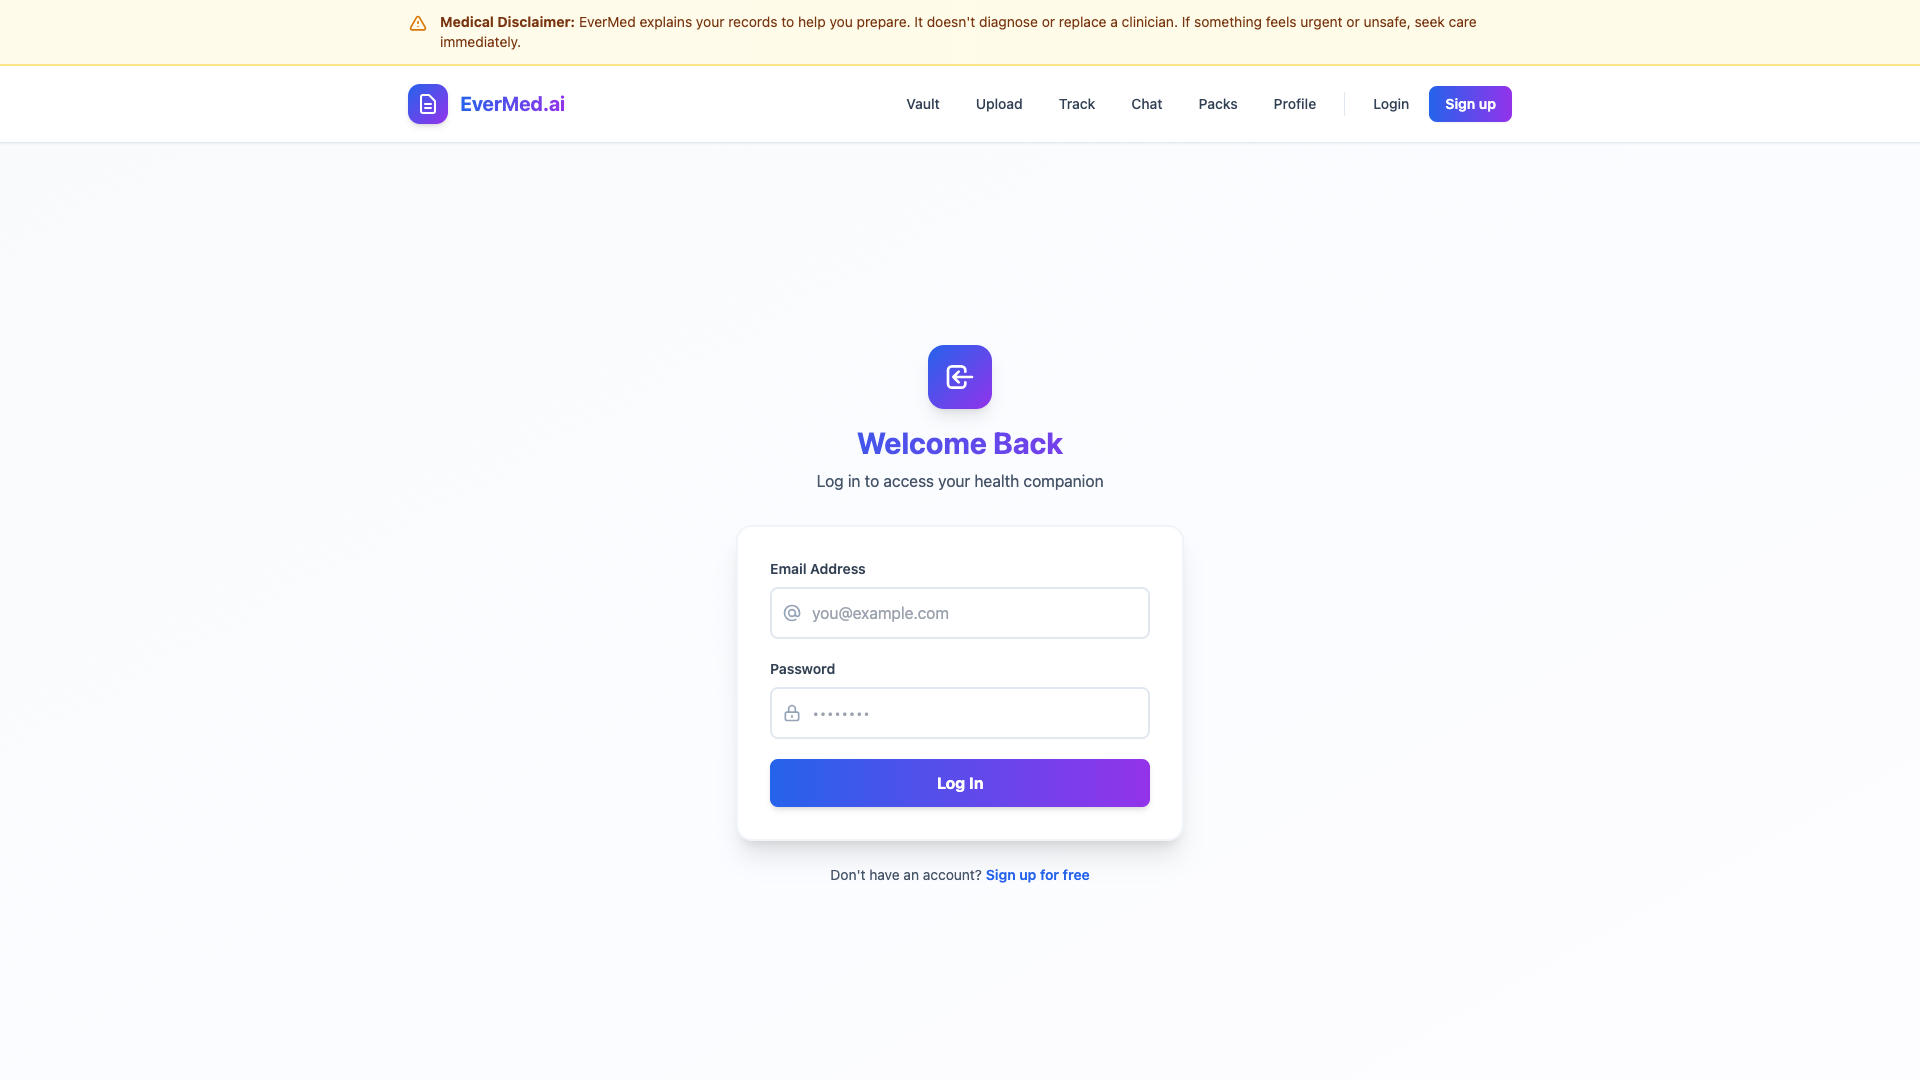 Medical Disclaimer: EverMed explains your records to help you prepare. It doesn't diagnose or replace a clinician. If something feels urgent or unsafe, seek care
immediately.
EverMed.ai
Vault
Upload
Track
Chat
Packs
Profile
Login
Sign up
Welcome Back
Log in to access your health companion
Email Address
you@example.com
Password
••••••••
Log In
Don't have an account? Sign up for free